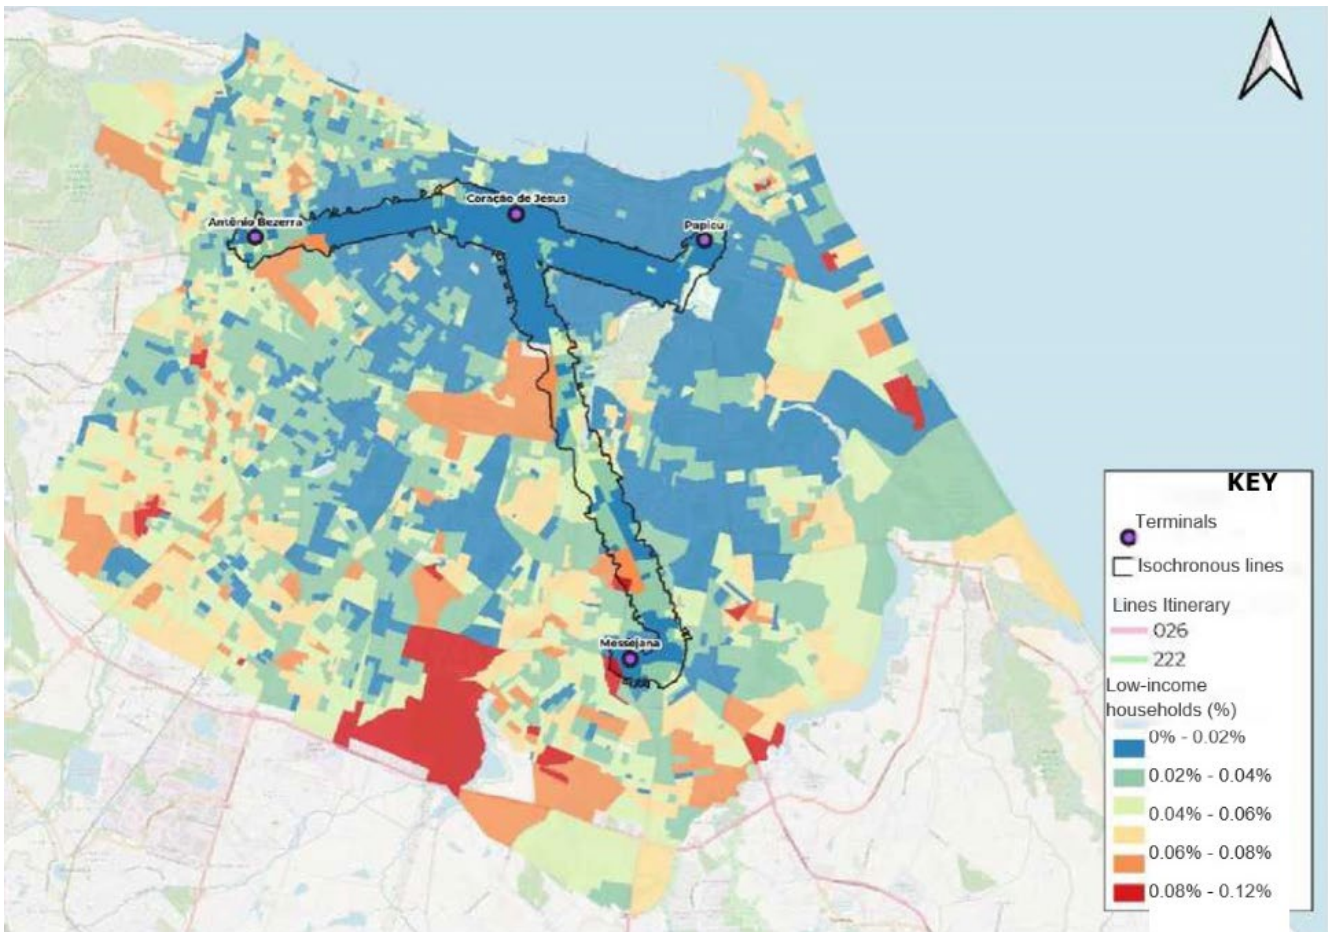 Coração de Jesus
Antônio Bezerra
Papicu
Messejana
KEY
Terminals
Isochronous lines
Lines Itinerary
026
222
Low-income
households (%)
0% - 0.02%
0.02% - 0.04%
0.04% - 0.06%
0.06% - 0.08%
0.08% - 0.12%